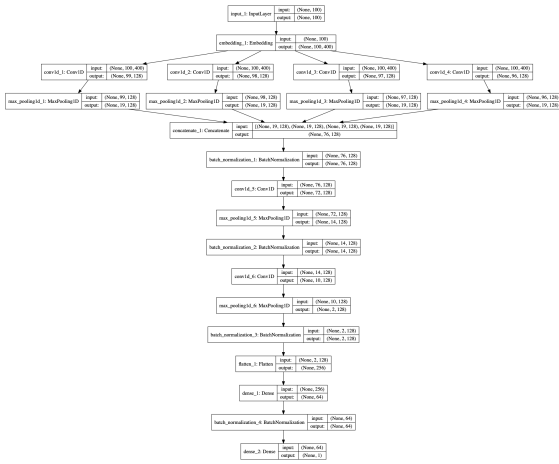 input_1: InputLayer input: (None, 100)
output: (None, 100)
embedding_1: Embedding input: (None, 100)
output: (None, 100, 400)
conv1d_1: Conv1D input: (None, 100, 400)
output: (None, 99, 128)
conv1d_2: Conv1D input: (None, 100, 400)
output: (None, 98, 128)
conv1d_3: Conv1D input: (None, 100, 400)
output: (None, 97, 128)
conv1d_4: Conv1D input: (None, 100, 400)
output: (None, 96, 128)
max_pooling1d_1: MaxPooling1D input: (None, 99, 128)
output: (None, 19, 128)
max_pooling1d_2: MaxPooling1D input: (None, 98, 128)
output: (None, 19, 128)
max_pooling1d_3: MaxPooling1D input: (None, 97, 128)
output: (None, 19, 128)
max_pooling1d_4: MaxPooling1D input: (None, 96, 128)
output: (None, 19, 128)
concatenate_1: Concatenate input: [(None, 19, 128), (None, 19, 128), (None, 19, 128), (None, 19, 128)]
output: (None, 76, 128)
batch_normalization_1: BatchNormalization input: (None, 76, 128)
output: (None, 76, 128)
conv1d_5: Conv1D input: (None, 76, 128)
output: (None, 72, 128)
max_pooling1d_5: MaxPooling1D input: (None, 72, 128)
output: (None, 14, 128)
batch_normalization_2: BatchNormalization input: (None, 14, 128)
output: (None, 14, 128)
conv1d_6: Conv1D input: (None, 14, 128)
output: (None, 10, 128)
max_pooling1d_6: MaxPooling1D input: (None, 10, 128)
output: (None, 2, 128)
batch_normalization_3: BatchNormalization input: (None, 2, 128)
output: (None, 2, 128)
flatten_1: Flatten input: (None, 2, 128)
output: (None, 256)
dense_1: Dense input: (None, 256)
output: (None, 64)
batch_normalization_4: BatchNormalization input: (None, 64)
output: (None, 64)
dense_2: Dense input: (None, 64)
output: (None, 1)